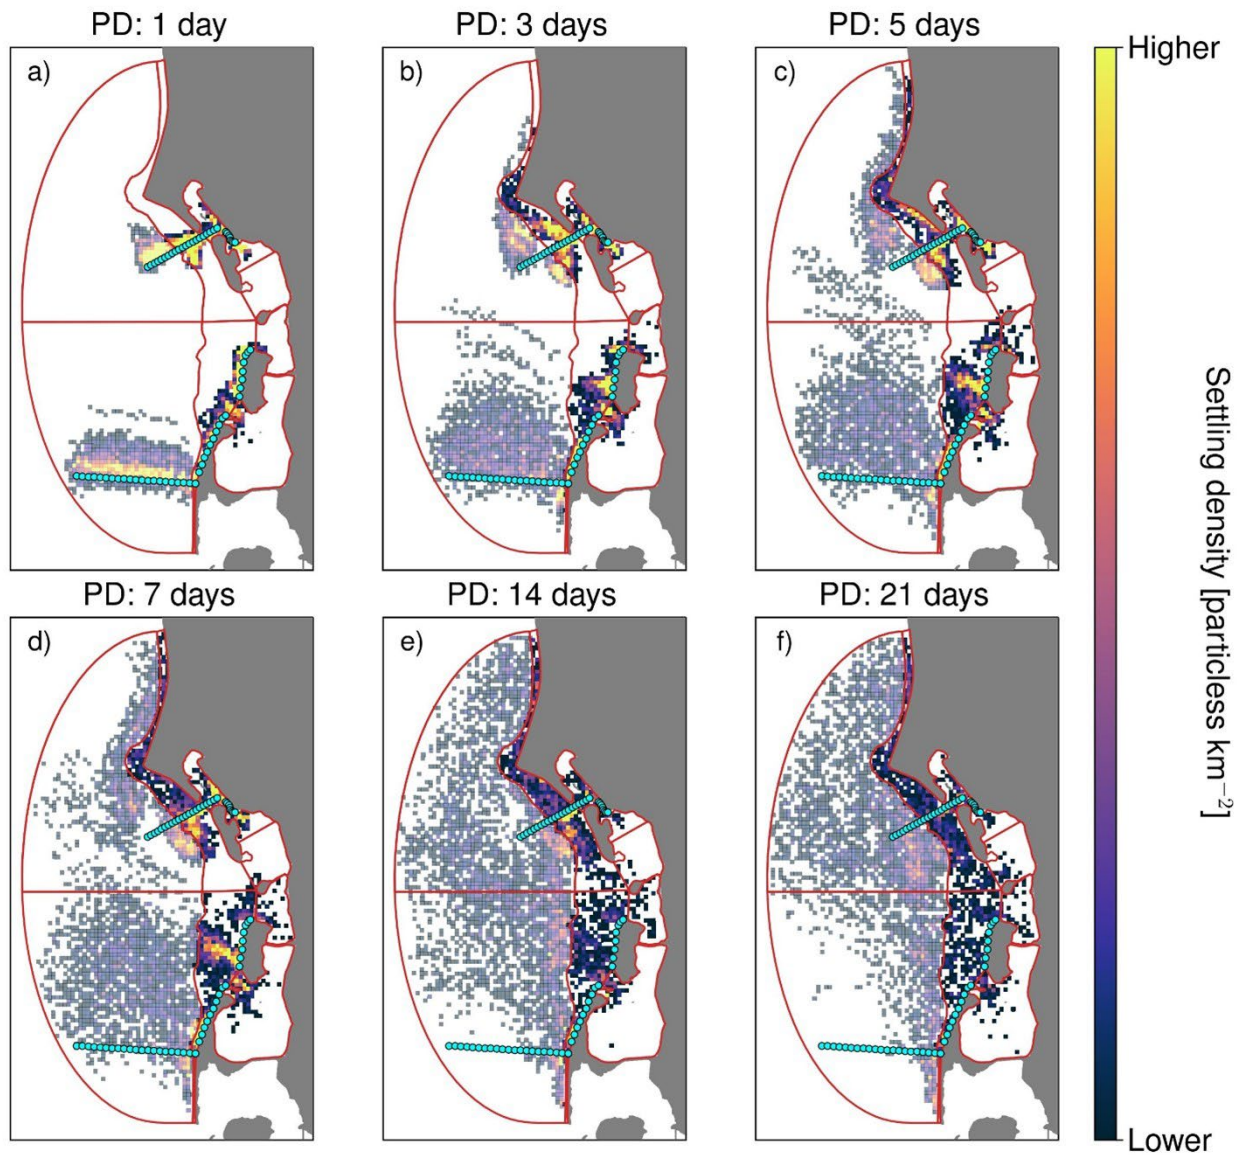 PD: 1 day
PD: 3 days
PD: 5 days
a)
b)
c)
Higher
PD: 7 days
PD: 14 days
PD: 21 days
d)
e)
f)
Settling density [particless km⁻²]
Lower